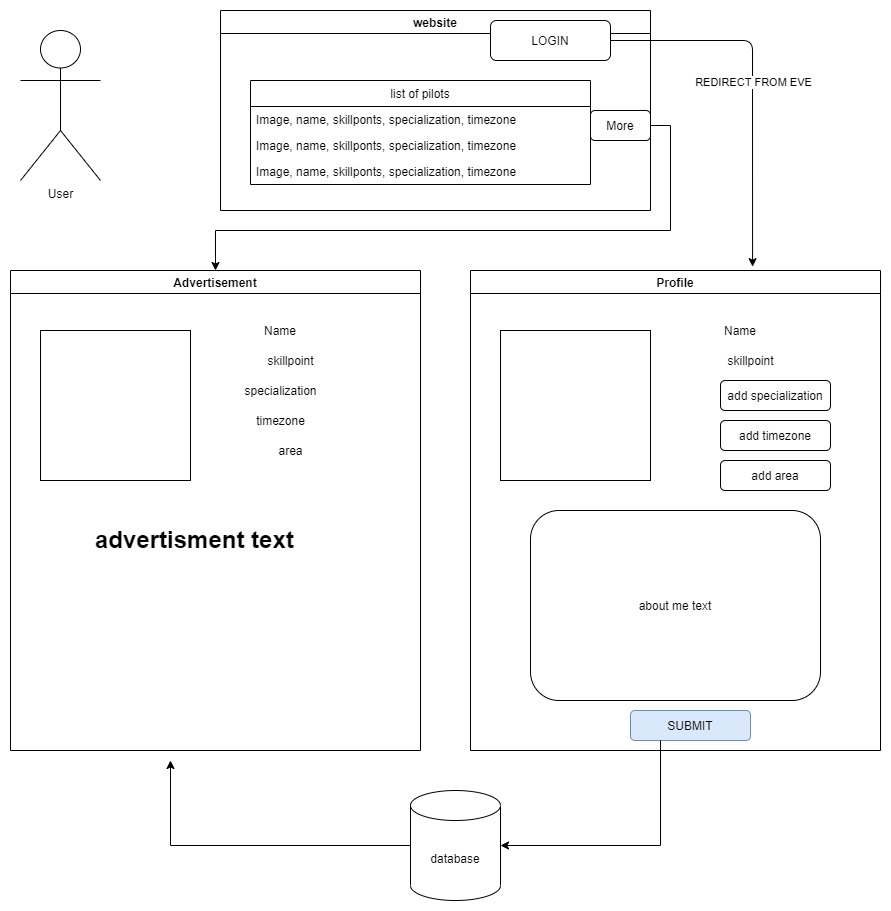 website
LOGIN
REDIRECT FROM EVE
list of pilots
Image, name, skillponts, specialization, timezone
More
Image, name, skillponts, specialization, timezone
Image, name, skillponts, specialization, timezone
User
Advertisement
Name
skillpoint
specialization
timezone
area
advertisment text
Profile
Name
skillpoint
add specialization
add timezone
add area
about me text
SUBMIT
database